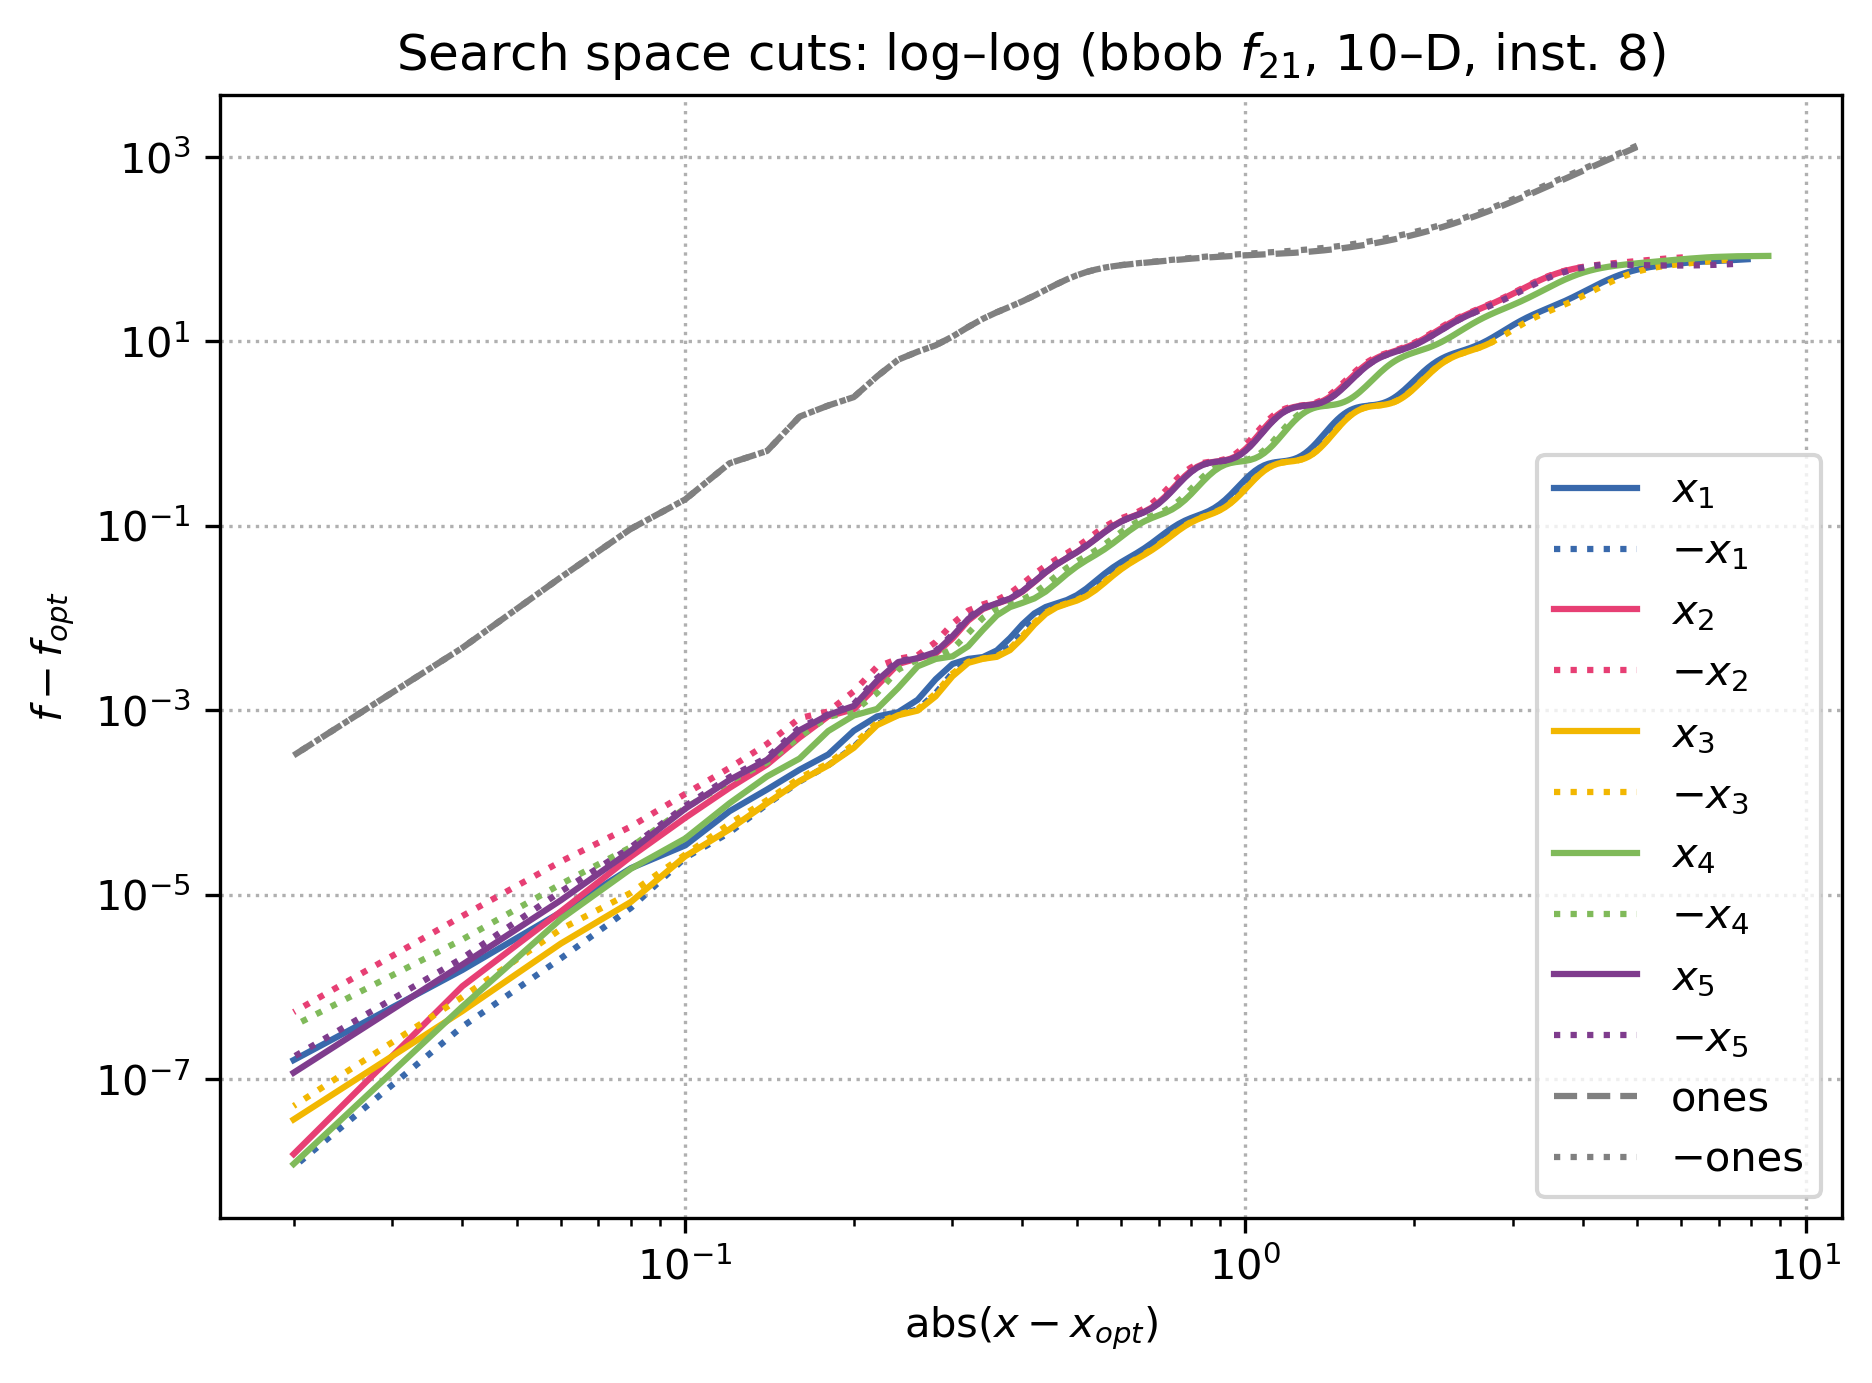 Search space cuts: log–log (bbob f21, 10–D, inst. 8)
f − fopt
10^3
10^1
10^−1
10^−3
10^−5
10^−7
x1
−x1
x2
−x2
x3
−x3
x4
−x4
x5
−x5
ones
−ones
10^−1
10^0
10^1
abs(x − xopt)